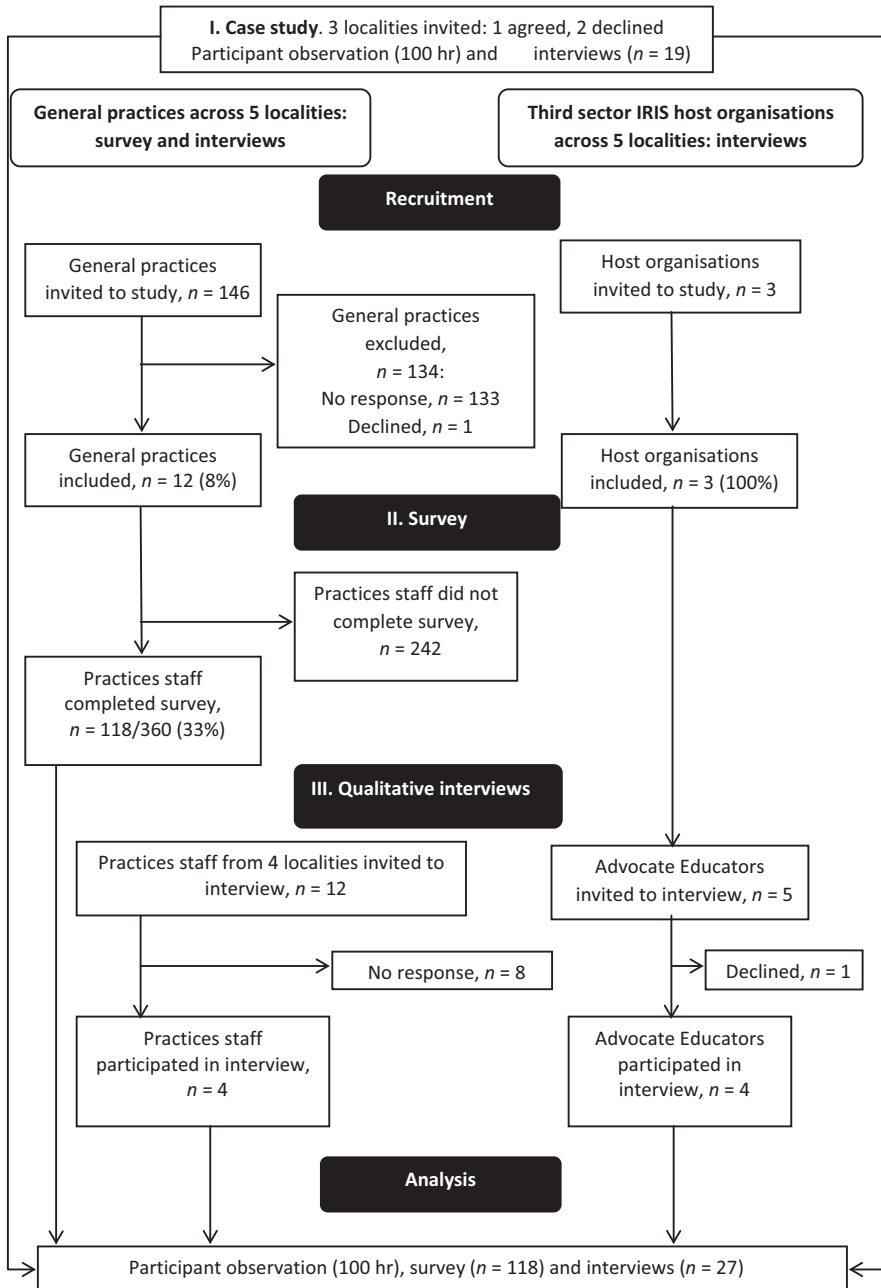 I. Case study. 3 localities invited: 1 agreed, 2 declined
Participant observation (100 hr) and interviews (n = 19)
General practices across 5 localities:
survey and interviews
Third sector IRIS host organisations
across 5 localities: interviews
Recruitment
General practices
invited to study, n = 146
Host organisations
invited to study, n = 3
General practices
excluded,
n = 134:
No response, n = 133
Declined, n = 1
General practices
included, n = 12 (8%)
Host organisations
included, n = 3 (100%)
II. Survey
Practices staff did not
complete survey,
n = 242
Practices staff
completed survey,
n = 118/360 (33%)
III. Qualitative interviews
Practices staff from 4 localities invited to
interview, n = 12
Advocate Educators
invited to interview, n = 5
No response, n = 8
Declined, n = 1
Practices staff
participated in interview,
n = 4
Advocate Educators
participated in
interview, n = 4
Analysis
Participant observation (100 hr), survey (n = 118) and interviews (n = 27)